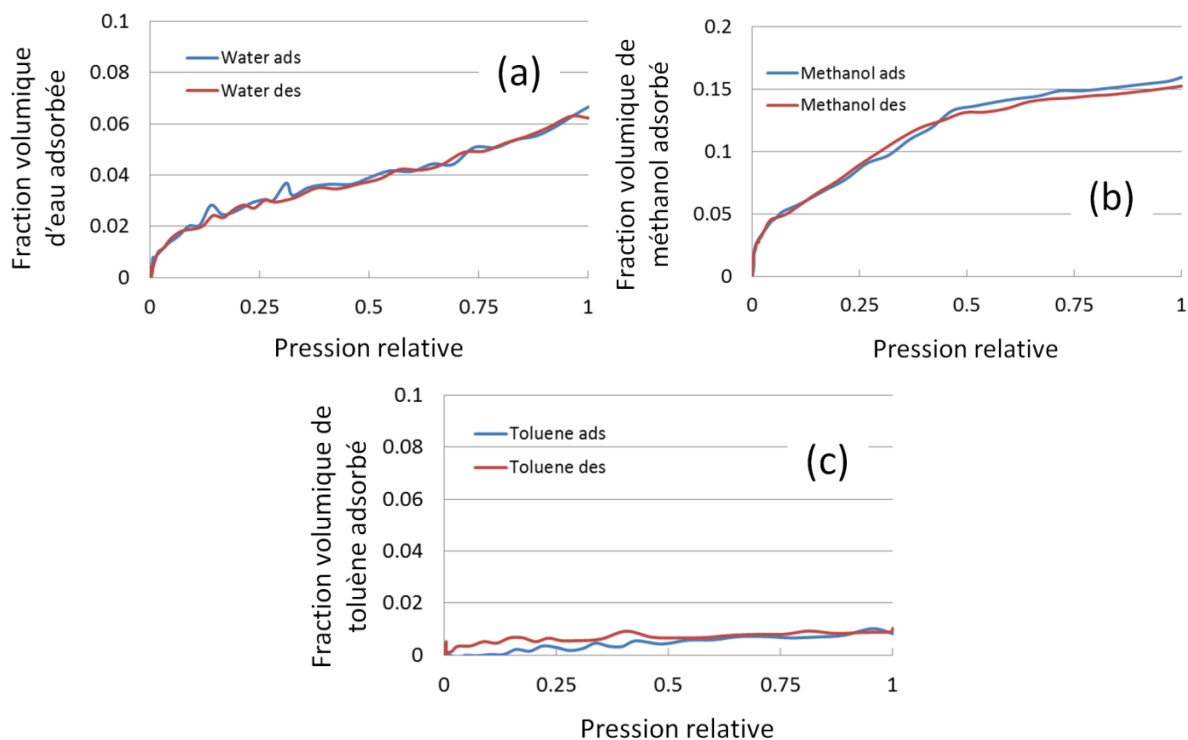 Fraction volumique
d'eau adsorbée
0.1
0.08
0.06
0.04
0.02
0
Water ads
Water des
(a)
0
0.25
0.5
0.75
1
Pression relative
Fraction volumique de
méthanol adsorbé
0.2
0.15
0.1
0.05
0
Methanol ads
Methanol des
(b)
0
0.25
0.5
0.75
1
Pression relative
Fraction volumique de
toluène adsorbé
0.1
0.08
0.06
0.04
0.02
0
Toluene ads
Toluene des
(c)
0
0.25
0.5
0.75
1
Pression relative